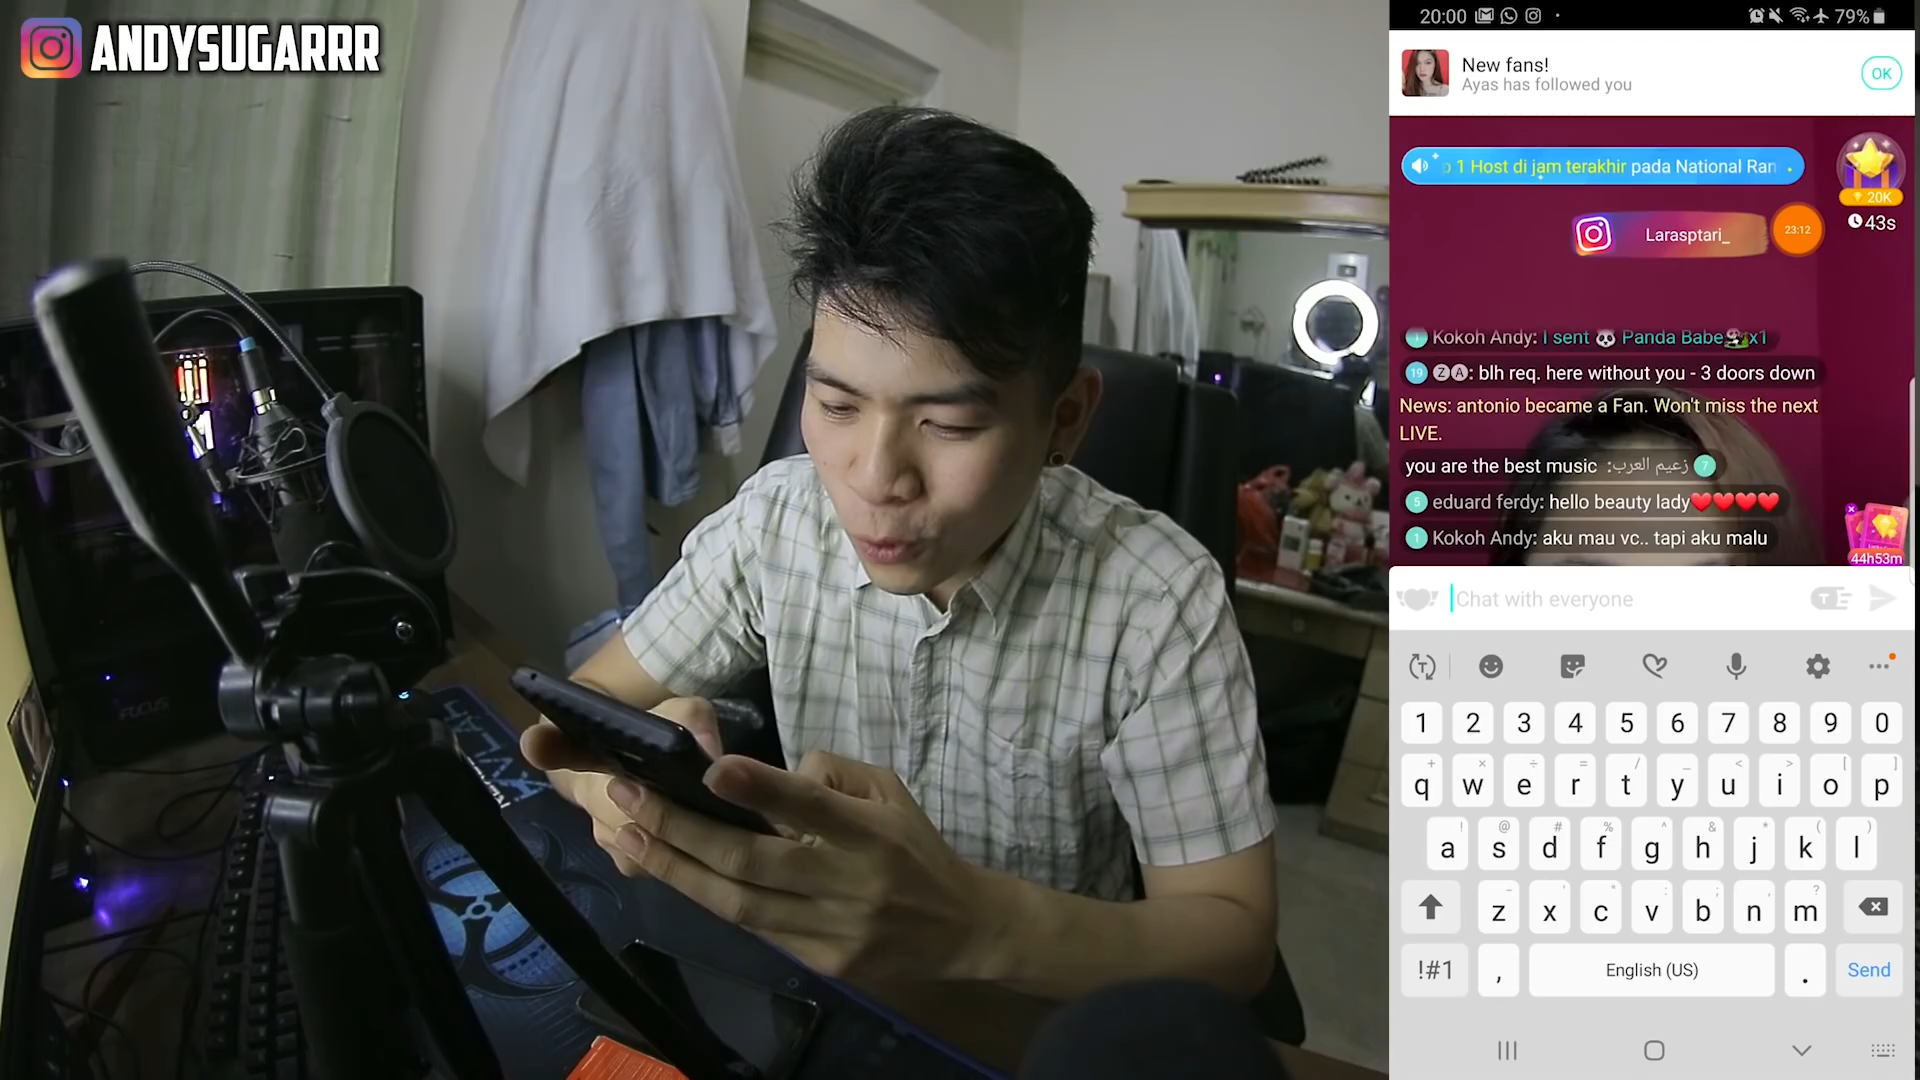 ANDYSUGARRR
20:00
79%
New fans!
Ayas has followed you
OK
1 Host di jam terakhir pada National Ran
20K
43s
Larasptari_
23:12
1 Kokoh Andy: I sent 🐼 Panda Babe x1
19 ⓏⒶ: blh req. here without you - 3 doors down
News: antonio became a Fan. Won't miss the next
LIVE.
you are the best music :زعيم العرب 7
5 eduard ferdy: hello beauty lady❤❤❤❤
1 Kokoh Andy: aku mau vc.. tapi aku malu
44h53m
Chat with everyone
T
1 2 3 4 5 6 7 8 9 0
+ × ÷ = / _ < > [ ]
q w e r t y u i o p
! @ # % ^ & * ( )
a s d f g h j k l
z x c v b n m
!#1 , English (US) . Send
FOCUS